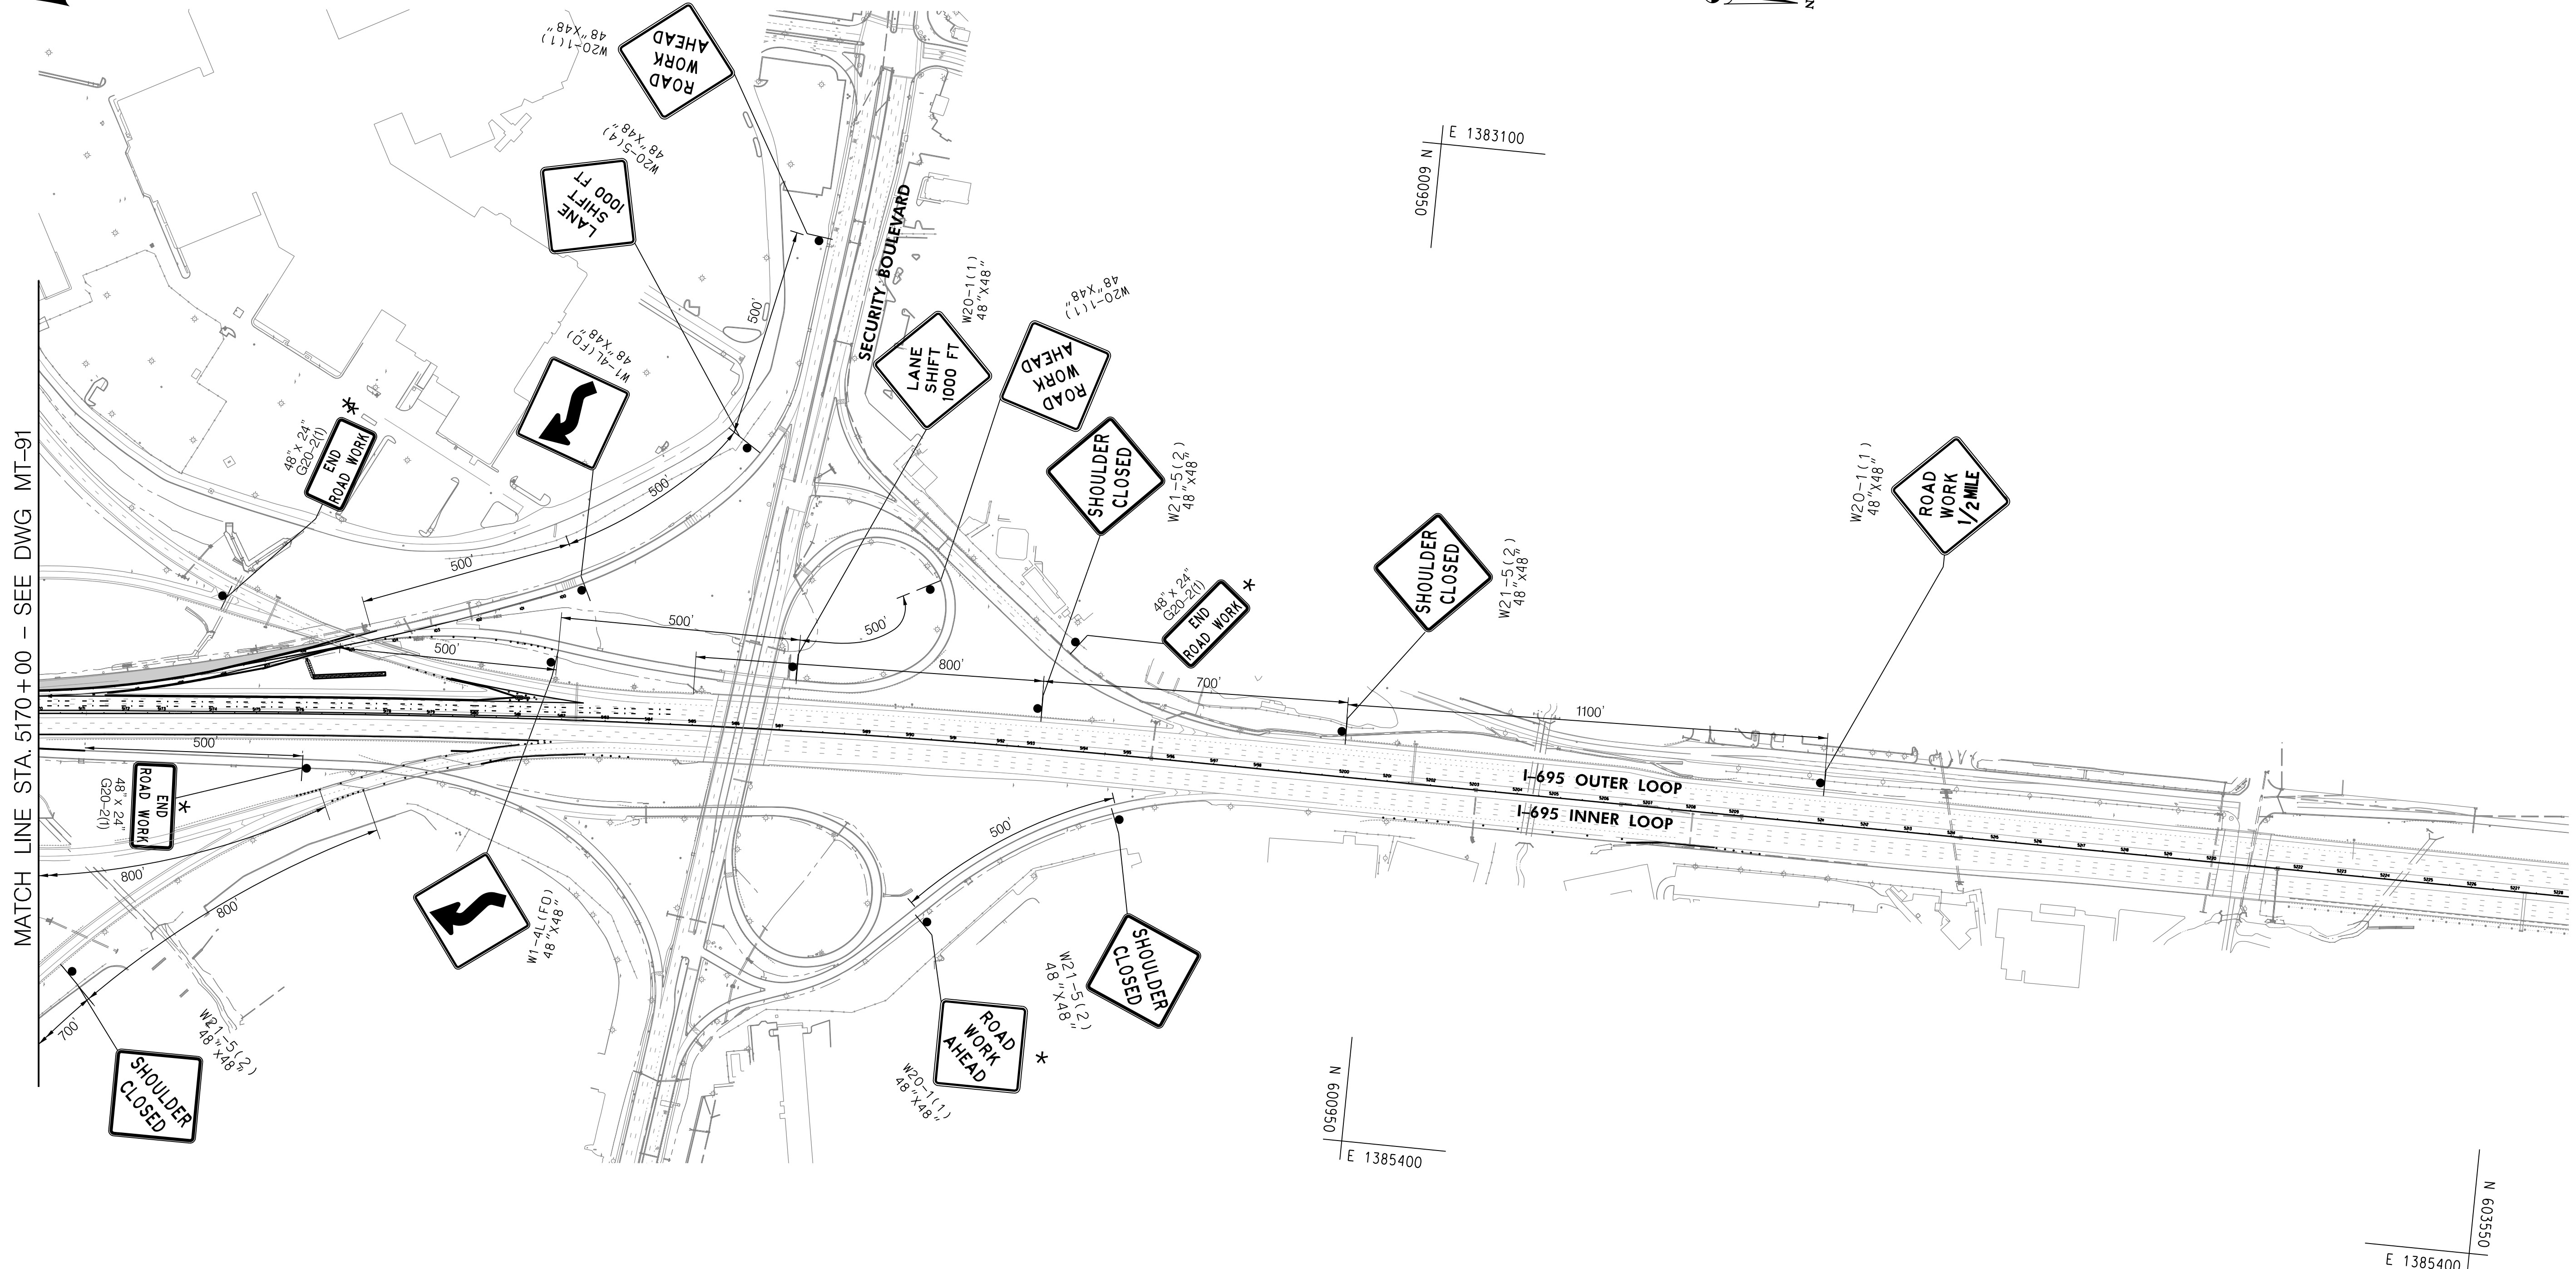 MATCH LINE STA. 5170+00 - SEE DWG MT-91
N
W20-1(1)
48"X48"
ROAD
WORK
AHEAD
W20-5(4)
48"X48"
LANE
SHIFT
1000 FT
W1-4L(FO)
48"X48"
48" X 24"
G20-2(1)
END
ROAD WORK
**
500'
500'
500'
SECURITY BOULEVARD
W20-1(1)
48"X48"
LANE
SHIFT
1000 FT
W20-1(1)
48"X48"
ROAD
WORK
AHEAD
SHOULDER
CLOSED
W21-5(2)
48"X48"
48" X 24"
G20-2(1)
END
ROAD WORK
*
SHOULDER
CLOSED
W21-5(2)
48"X48"
W20-1(1)
48"X48"
ROAD
WORK
1/2 MILE
E 1383100
N 600950
500'
500'
500'
800'
700'
1100'
I-695 OUTER LOOP
I-695 INNER LOOP
500'
END
ROAD WORK
48" X 24"
G20-2(1)
*
800'
800'
700'
W21-5(2)
48"X48"
SHOULDER
CLOSED
W1-4L(FO)
48"X48"
500'
W21-5(2)
48"X48"
SHOULDER
CLOSED
W20-1(1)
48"X48"
ROAD
WORK
AHEAD
*
N 600950
E 1385400
N 603550
E 1385400